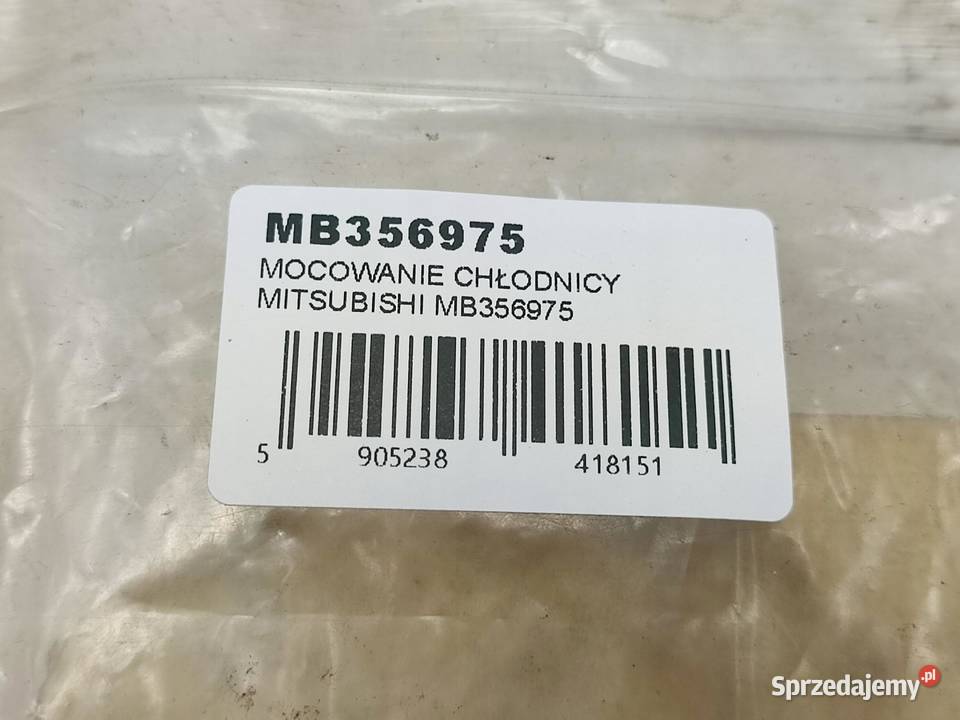 MB356975
MOCOWANIE CHŁODNICY
MITSUBISHI MB356975
5 905238 418151
Sprzedajemy.pl